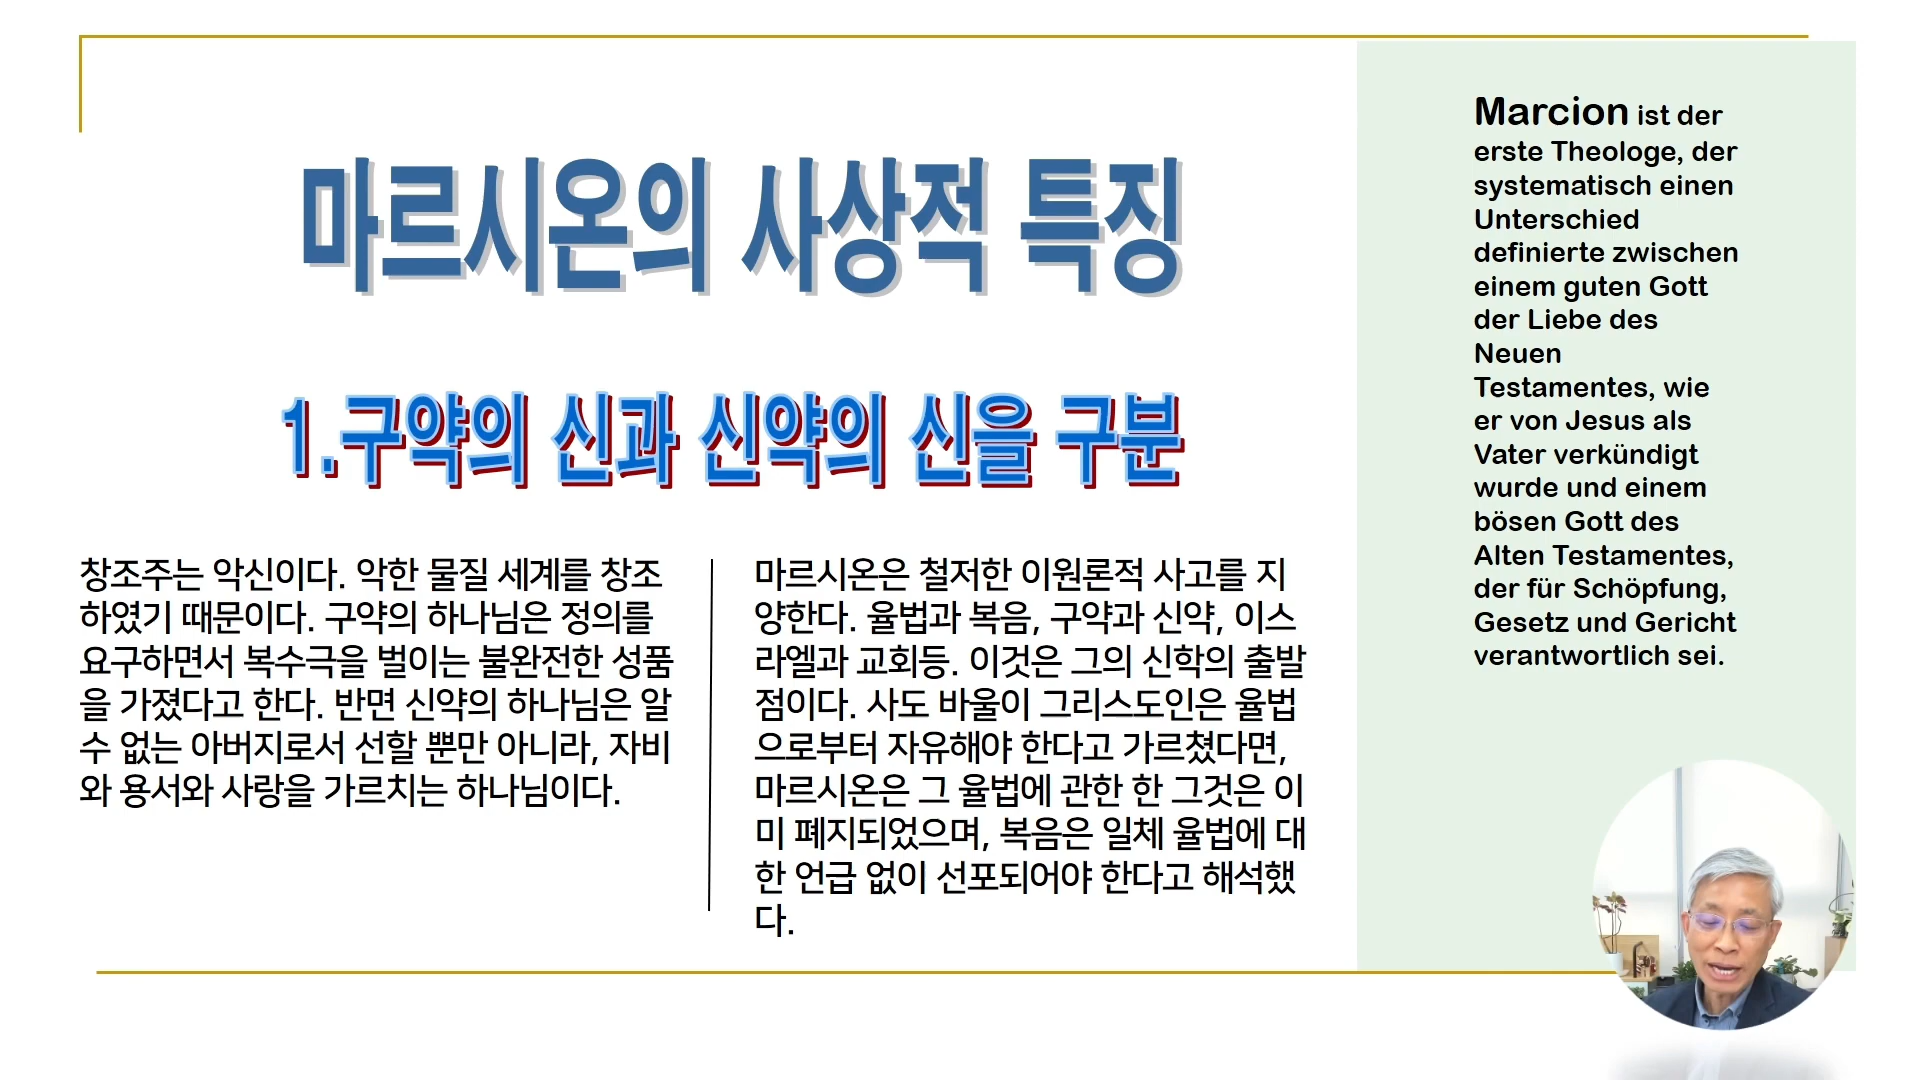 마르시온의 사상적 특징
1.구약의 신과 신약의 신을 구분
창조주는 악신이다. 악한 물질 세계를 창조
하였기 때문이다. 구약의 하나님은 정의를
요구하면서 복수극을 벌이는 불완전한 성품
을 가졌다고 한다. 반면 신약의 하나님은 알
수 없는 아버지로서 선할 뿐만 아니라, 자비
와 용서와 사랑을 가르치는 하나님이다.
마르시온은 철저한 이원론적 사고를 지
양한다. 율법과 복음, 구약과 신약, 이스
라엘과 교회등. 이것은 그의 신학의 출발
점이다. 사도 바울이 그리스도인은 율법
으로부터 자유해야 한다고 가르쳤다면,
마르시온은 그 율법에 관한 한 그것은 이
미 폐지되었으며, 복음은 일체 율법에 대
한 언급 없이 선포되어야 한다고 해석했
다.
Marcion ist der
erste Theologe, der
systematisch einen
Unterschied
definierte zwischen
einem guten Gott
der Liebe des
Neuen
Testamentes, wie
er von Jesus als
Vater verkündigt
wurde und einem
bösen Gott des
Alten Testamentes,
der für Schöpfung,
Gesetz und Gericht
verantwortlich sei.